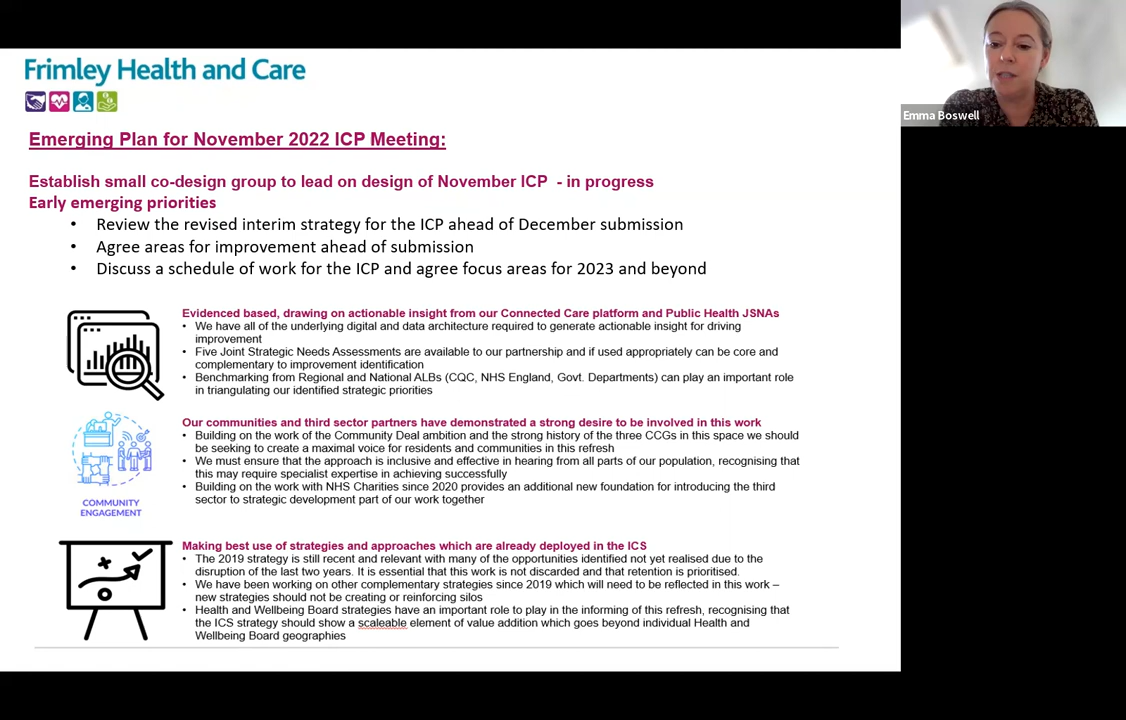 Frimley Health and Care
Emma Boswell
Emerging Plan for November 2022 ICP Meeting:
Establish small co-design group to lead on design of November ICP - in progress
Early emerging priorities
• Review the revised interim strategy for the ICP ahead of December submission
• Agree areas for improvement ahead of submission
• Discuss a schedule of work for the ICP and agree focus areas for 2023 and beyond
Evidenced based, drawing on actionable insight from our Connected Care platform and Public Health JSNAs
• We have all of the underlying digital and data architecture required to generate actionable insight for driving
improvement
• Five Joint Strategic Needs Assessments are available to our partnership and if used appropriately can be core and
complementary to improvement identification
• Benchmarking from Regional and National ALBs (CQC, NHS England, Govt. Departments) can play an important role
in triangulating our identified strategic priorities
Our communities and third sector partners have demonstrated a strong desire to be involved in this work
• Building on the work of the Community Deal ambition and the strong history of the three CCGs in this space we should
be seeking to create a maximal voice for residents and communities in this refresh
• We must ensure that the approach is inclusive and effective in hearing from all parts of our population, recognising that
this may require specialist expertise in achieving successfully
• Building on the work with NHS Charities since 2020 provides an additional new foundation for introducing the third
sector to strategic development part of our work together
COMMUNITY
ENGAGEMENT
Making best use of strategies and approaches which are already deployed in the ICS
• The 2019 strategy is still recent and relevant with many of the opportunities identified not yet realised due to the
disruption of the last two years. It is essential that this work is not discarded and that retention is prioritised.
• We have been working on other complementary strategies since 2019 which will need to be reflected in this work –
new strategies should not be creating or reinforcing silos
• Health and Wellbeing Board strategies have an important role to play in the informing of this refresh, recognising that
the ICS strategy should show a scaleable element of value addition which goes beyond individual Health and
Wellbeing Board geographies